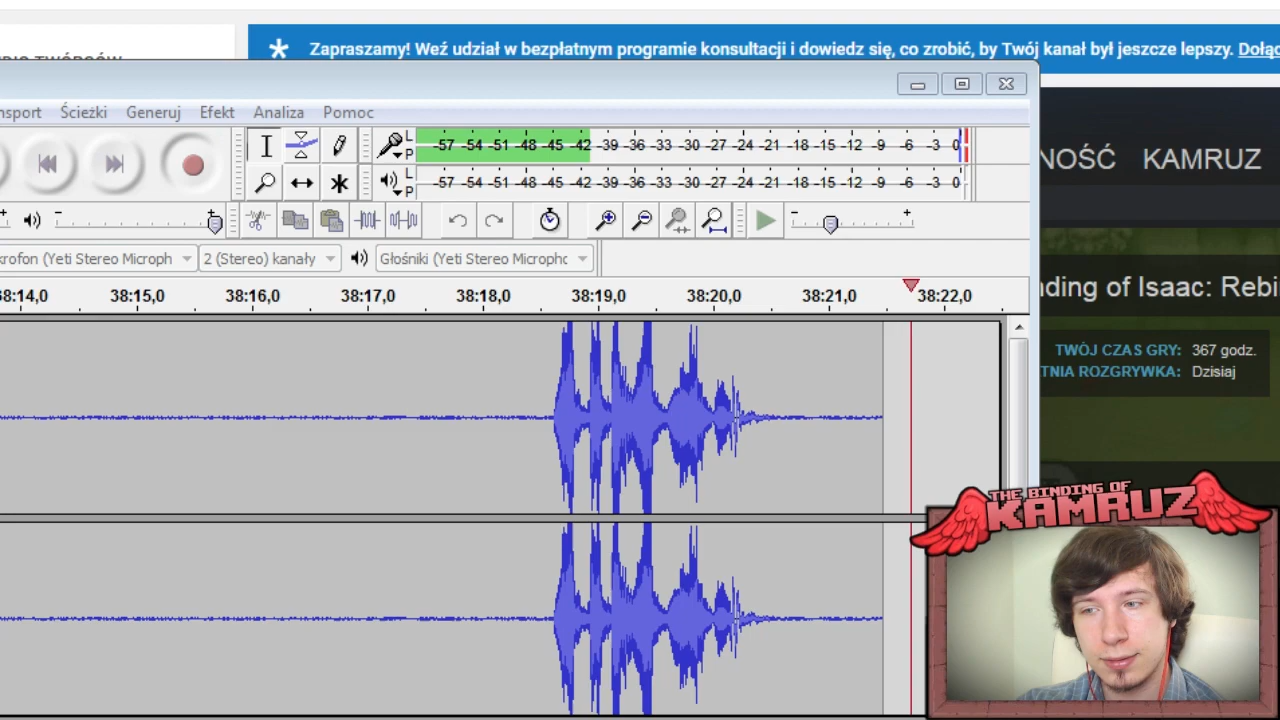 Zapraszamy! Weź udział w bezpłatnym programie konsultacji i dowiedz się, co zrobić, by Twój kanał był jeszcze lepszy. Dołąc
nsport Ścieżki Generuj Efekt Analiza Pomoc
L
P
-57 -54 -51 -48 -45 -42 -39 -36 -33 -30 -27 -24 -21 -18 -15 -12 -9 -6 -3 0
L
P
-57 -54 -51 -48 -45 -42 -39 -36 -33 -30 -27 -24 -21 -18 -15 -12 -9 -6 -3 0
NOŚĆ KAMRUZ
krofon (Yeti Stereo Microph
2 (Stereo) kanały
Głośniki (Yeti Stereo Microphc
38:14,0 38:15,0 38:16,0 38:17,0 38:18,0 38:19,0 38:20,0 38:21,0 38:22,0
nding of Isaac: Rebi
TWÓJ CZAS GRY: 367 godz.
TNIA ROZGRYWKA: Dzisiaj
THE BINDING OF
KAMRUZ